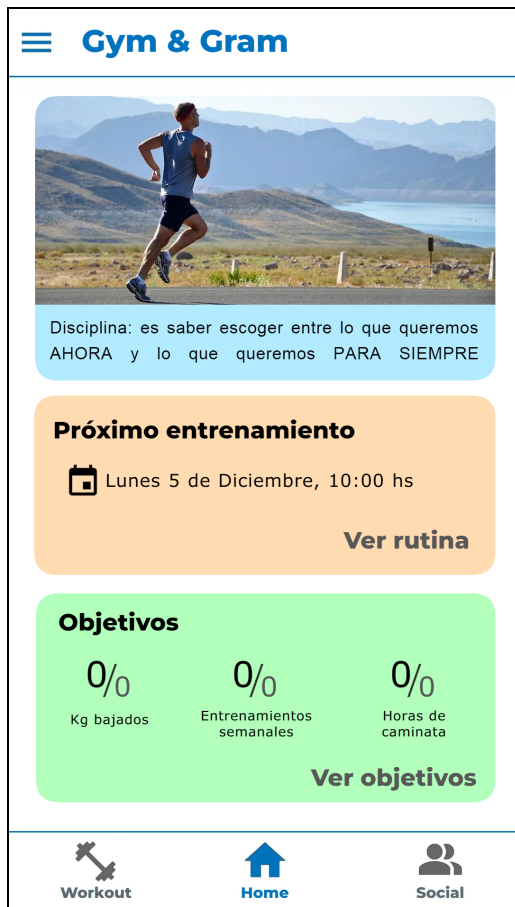 Gym & Gram
Disciplina: es saber escoger entre lo que queremos
AHORA y lo que queremos PARA SIEMPRE
Próximo entrenamiento
Lunes 5 de Diciembre, 10:00 hs
Ver rutina
Objetivos
0/0 0/0 0/0
Kg bajados Entrenamientos semanales Horas de caminata
Ver objetivos
Workout Home Social